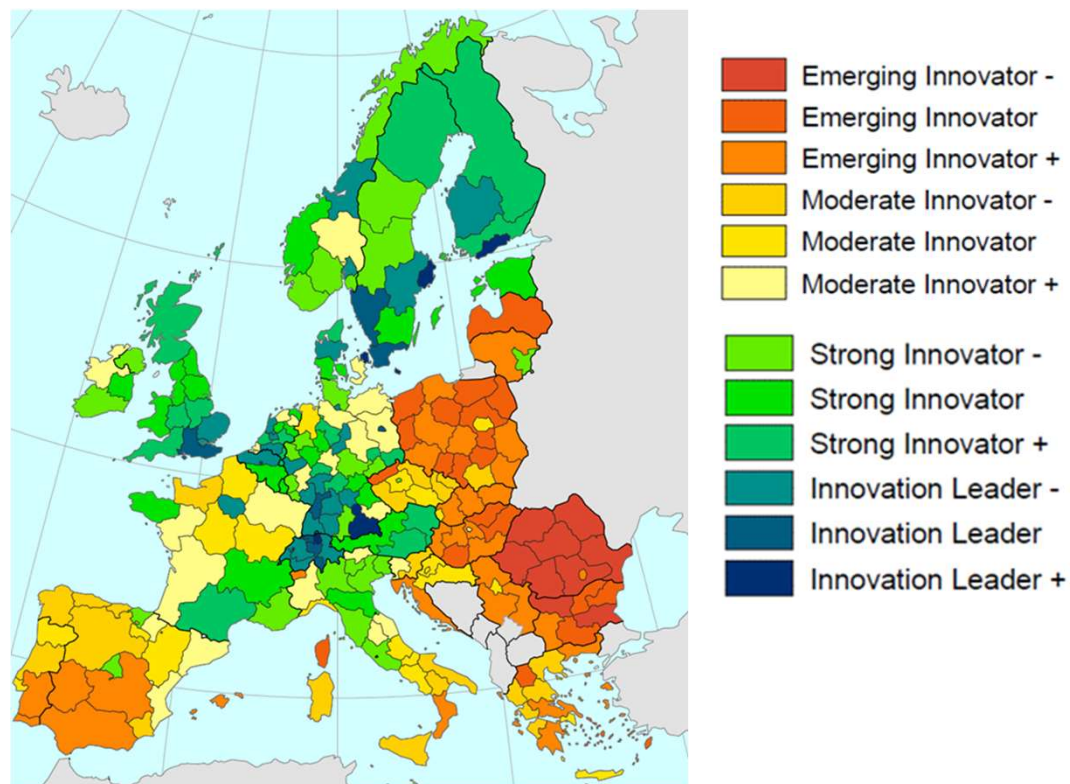 Emerging Innovator -
Emerging Innovator
Emerging Innovator +
Moderate Innovator -
Moderate Innovator
Moderate Innovator +
Strong Innovator -
Strong Innovator
Strong Innovator +
Innovation Leader -
Innovation Leader
Innovation Leader +